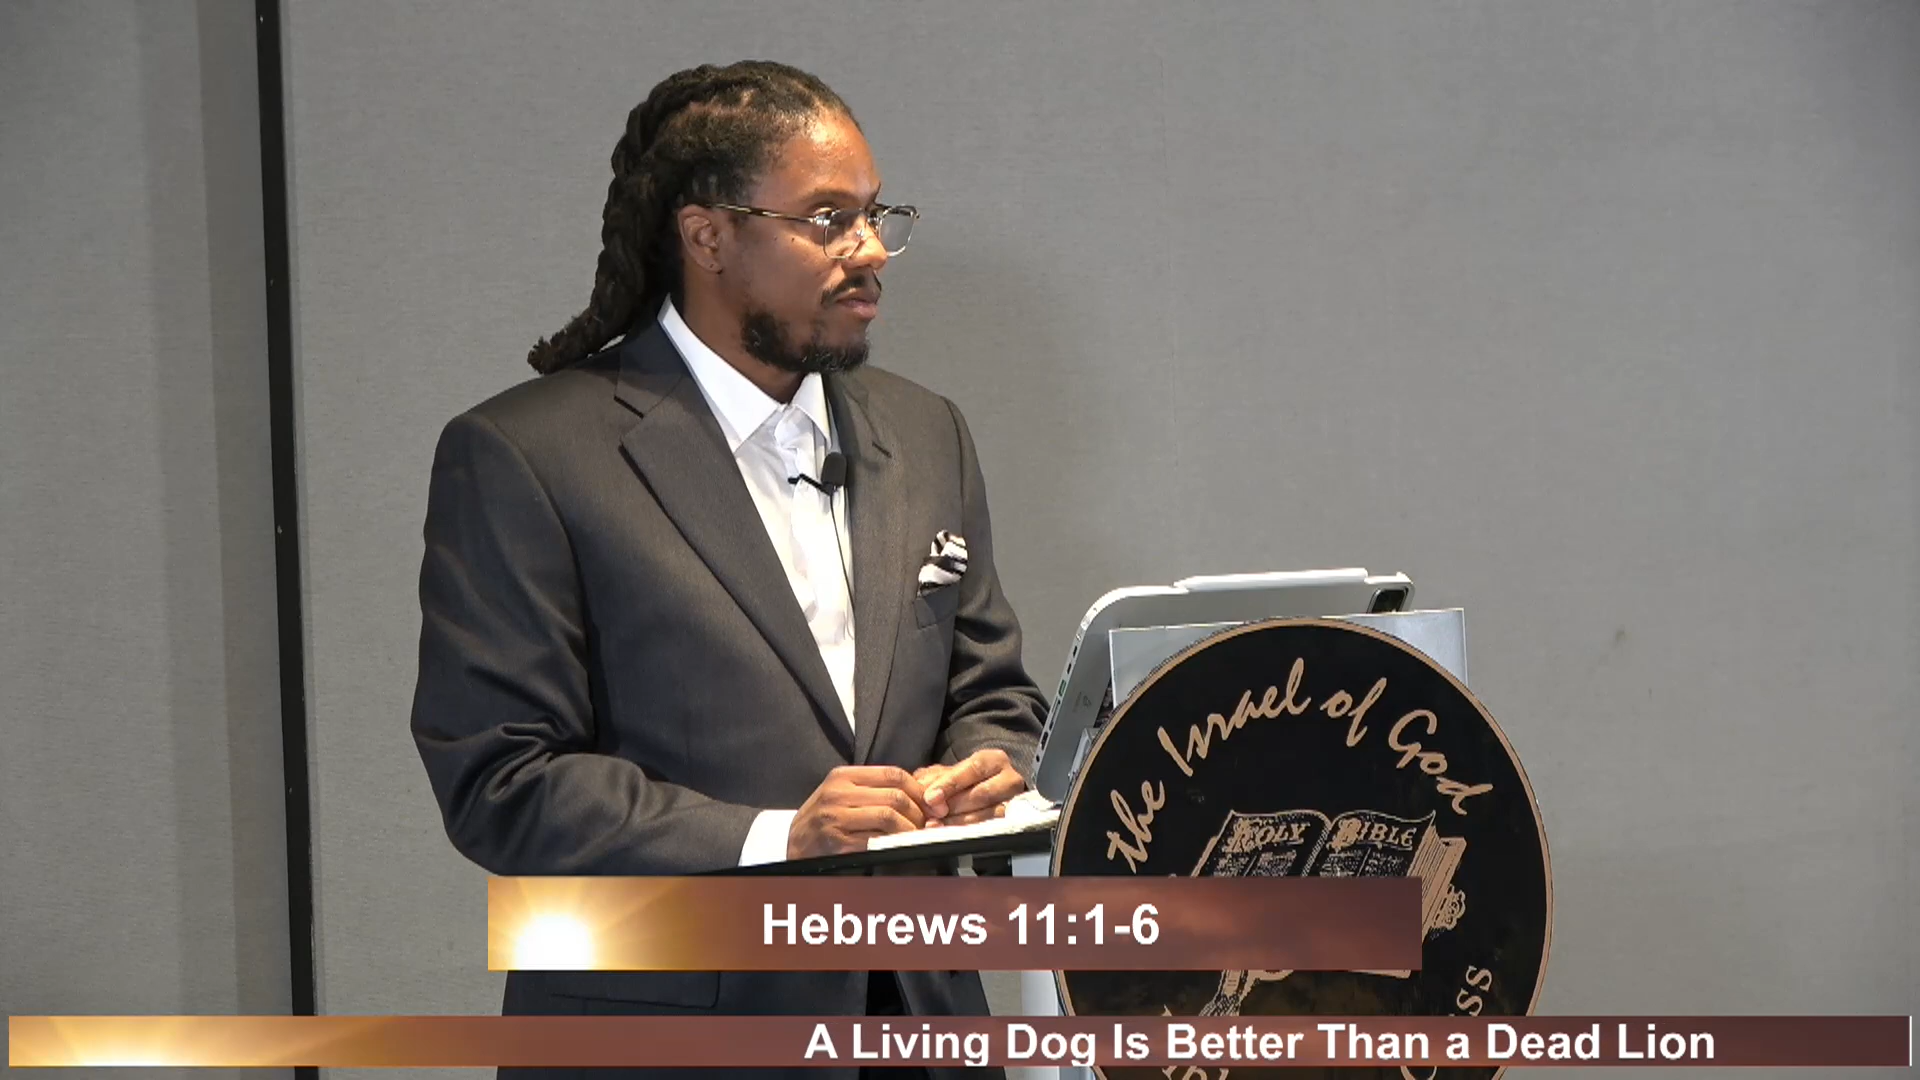 the Israel of God
HOLY BIBLE
Hebrews 11:1-6
A Living Dog Is Better Than a Dead Lion